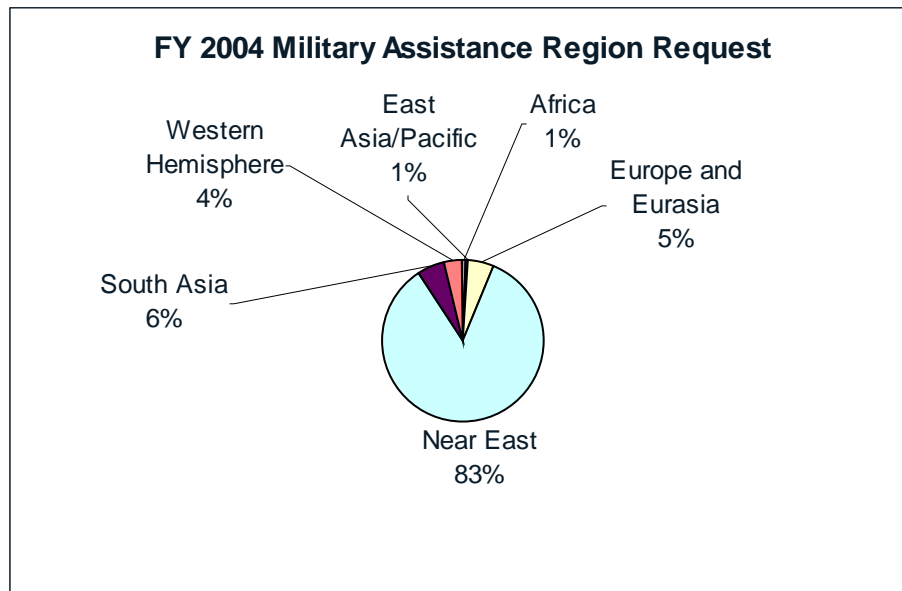 FY 2004 Military Assistance Region Request
East
Asia/Pacific
1%
Africa
1%
Western
Hemisphere
4%
Europe and
Eurasia
5%
South Asia
6%
Near East
83%